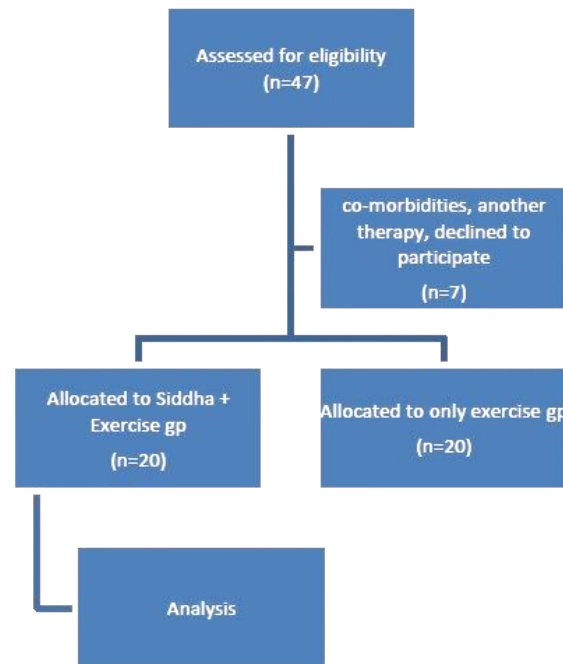 Assessed for eligibility
(n=47)
co-morbidities, another
therapy, declined to
participate
(n=7)
Allocated to Siddha +
Exercise gp
(n=20)
Allocated to only exercise gp
(n=20)
Analysis